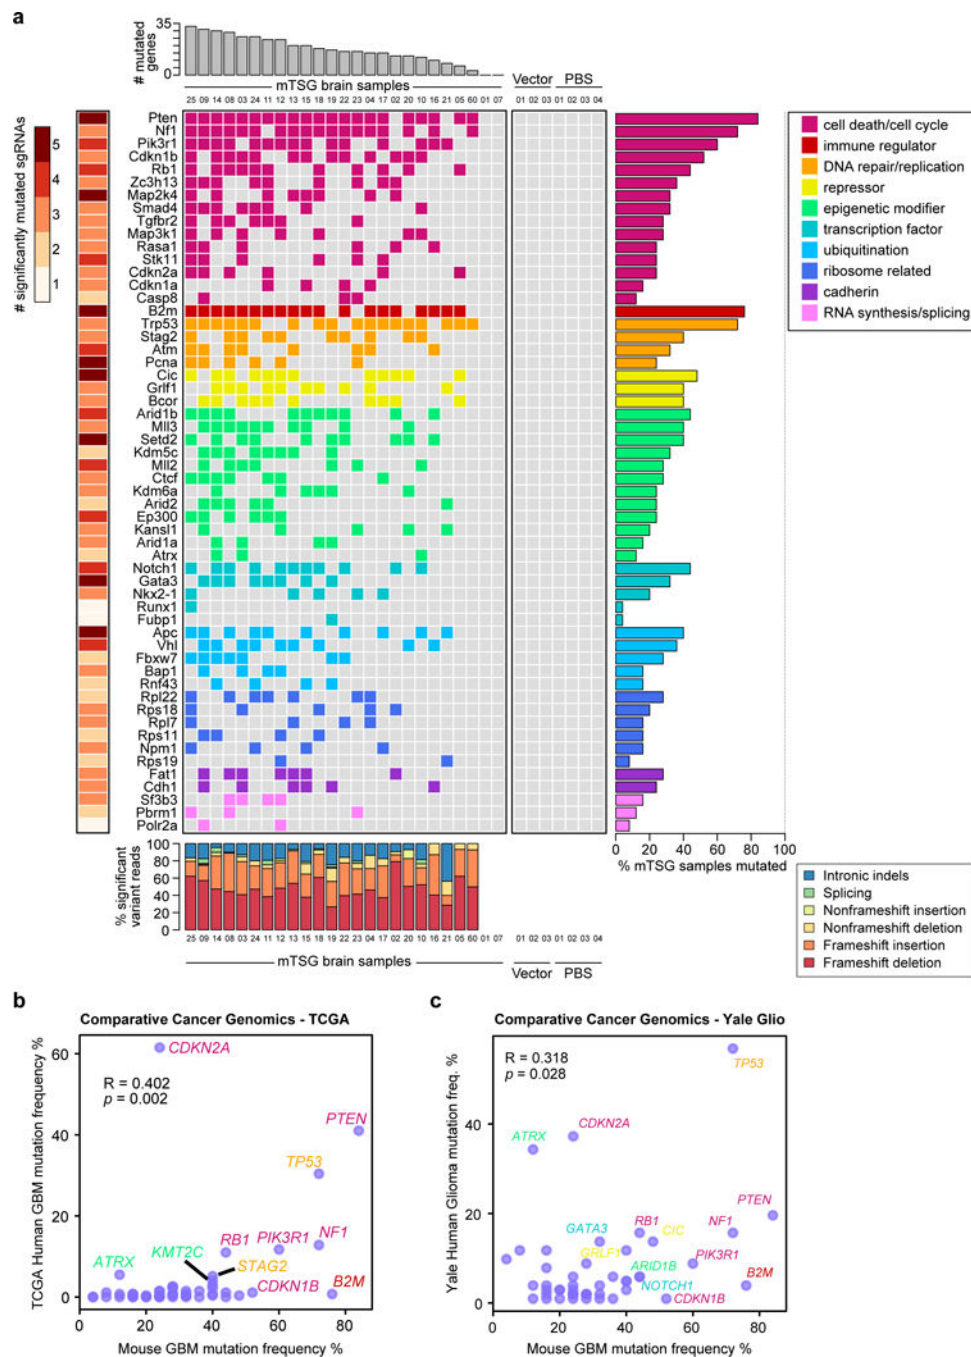 a
# mutated genes
35
0
mTSG brain samples
Vector
PBS
25 09 14 08 03 24 11 12 13 15 18 19 22 23 04 17 02 20 10 16 21 05 60 01 07
01 02 03
01 02 03 04
# significantly mutated sgRNAs
5
4
3
2
1
Pten
Nf1
Pik3r1
Cdkn1b
Rb1
Zc3h13
Map2k4
Smad4
Tgfbr2
Map3k1
Rasa1
Stk11
Cdkn2a
Cdkn1a
Casp8
B2m
Trp53
Stag2
Atm
Pcna
Cic
Grlf1
Bcor
Arid1b
Mll3
Setd2
Kdm5c
Mll2
Ctcf
Kdm6a
Arid2
Ep300
Kansl1
Arid1a
Atrx
Notch1
Gata3
Nkx2-1
Runx1
Fubp1
Apc
Vhl
Fbxw7
Bap1
Rnf43
Rpl22
Rps18
Rpl7
Rps11
Npm1
Rps19
Fat1
Cdh1
Sf3b3
Pbrm1
Polr2a
cell death/cell cycle
immune regulator
DNA repair/replication
repressor
epigenetic modifier
transcription factor
ubiquitination
ribosome related
cadherin
RNA synthesis/splicing
0 20 40 60 80 100
% mTSG samples mutated
% significant variant reads
100
80
60
40
20
0
25 09 14 08 03 24 11 12 13 15 18 19 22 23 04 17 02 20 10 16 21 05 60 01 07
01 02 03
01 02 03 04
mTSG brain samples
Vector
PBS
Intronic indels
Splicing
Nonframeshift insertion
Nonframeshift deletion
Frameshift insertion
Frameshift deletion
b
Comparative Cancer Genomics - TCGA
TCGA Human GBM mutation frequency %
60
40
20
0
R = 0.402
p = 0.002
CDKN2A
PTEN
TP53
RB1
PIK3R1
NF1
KMT2C
ATRX
STAG2
CDKN1B
B2M
0 20 40 60 80
Mouse GBM mutation frequency %
c
Comparative Cancer Genomics - Yale Glio
Yale Human Glioma mutation freq. %
40
20
0
R = 0.318
p = 0.028
TP53
CDKN2A
ATRX
PTEN
GATA3
RB1
CIC
NF1
GRLF1
PIK3R1
ARID1B
B2M
NOTCH1
CDKN1B
0 20 40 60 80
Mouse GBM mutation frequency %